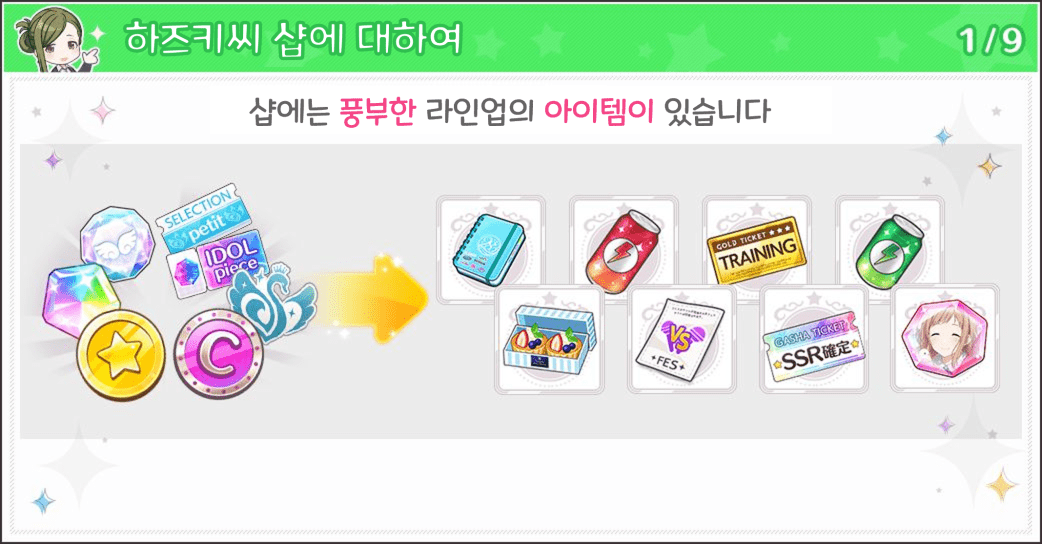 하즈키씨 샵에 대하여
1/9
샵에는 풍부한 라인업의 아이템이 있습니다
SELECTION
petit
IDOL
piece
C
GOLD TICKET ★★★
TRAINING
VS
✦FES✦
GASHA TICKET
SSR確定